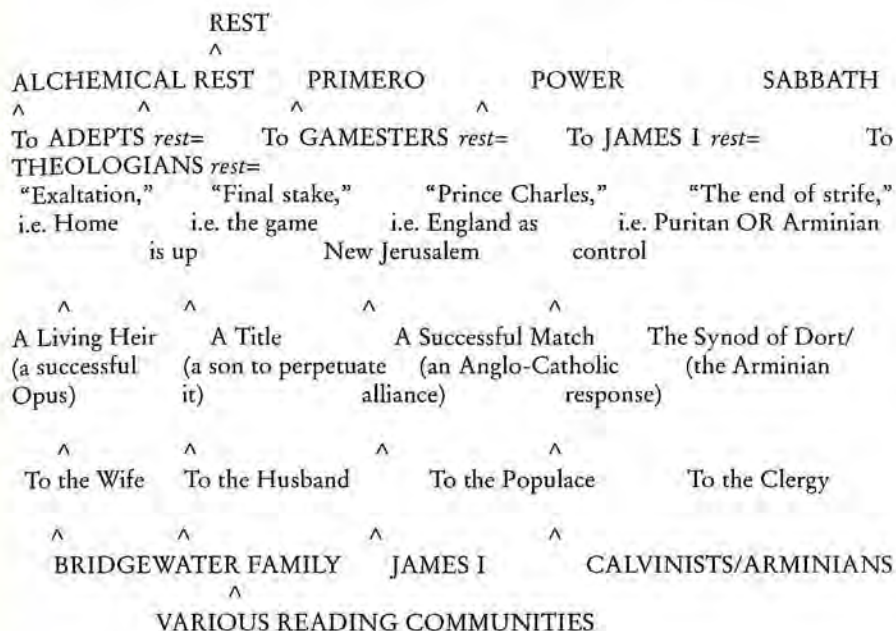 REST
^
ALCHEMICAL REST PRIMERO POWER SABBATH
^ ^ ^ ^
To ADEPTS rest= To GAMESTERS rest= To JAMES I rest= To
THEOLOGIANS rest=
“Exaltation,” “Final stake,” “Prince Charles,” “The end of strife,”
i.e. Home i.e. the game i.e. England as i.e. Puritan OR Arminian
is up New Jerusalem control
^ ^ ^ ^
A Living Heir A Title A Successful Match The Synod of Dort/
(a successful (a son to perpetuate (an Anglo-Catholic (the Arminian
Opus) it) alliance) response)
^ ^ ^ ^
To the Wife To the Husband To the Populace To the Clergy
^ ^ ^ ^
BRIDGEWATER FAMILY JAMES I CALVINISTS/ARMINIANS
^
VARIOUS READING COMMUNITIES